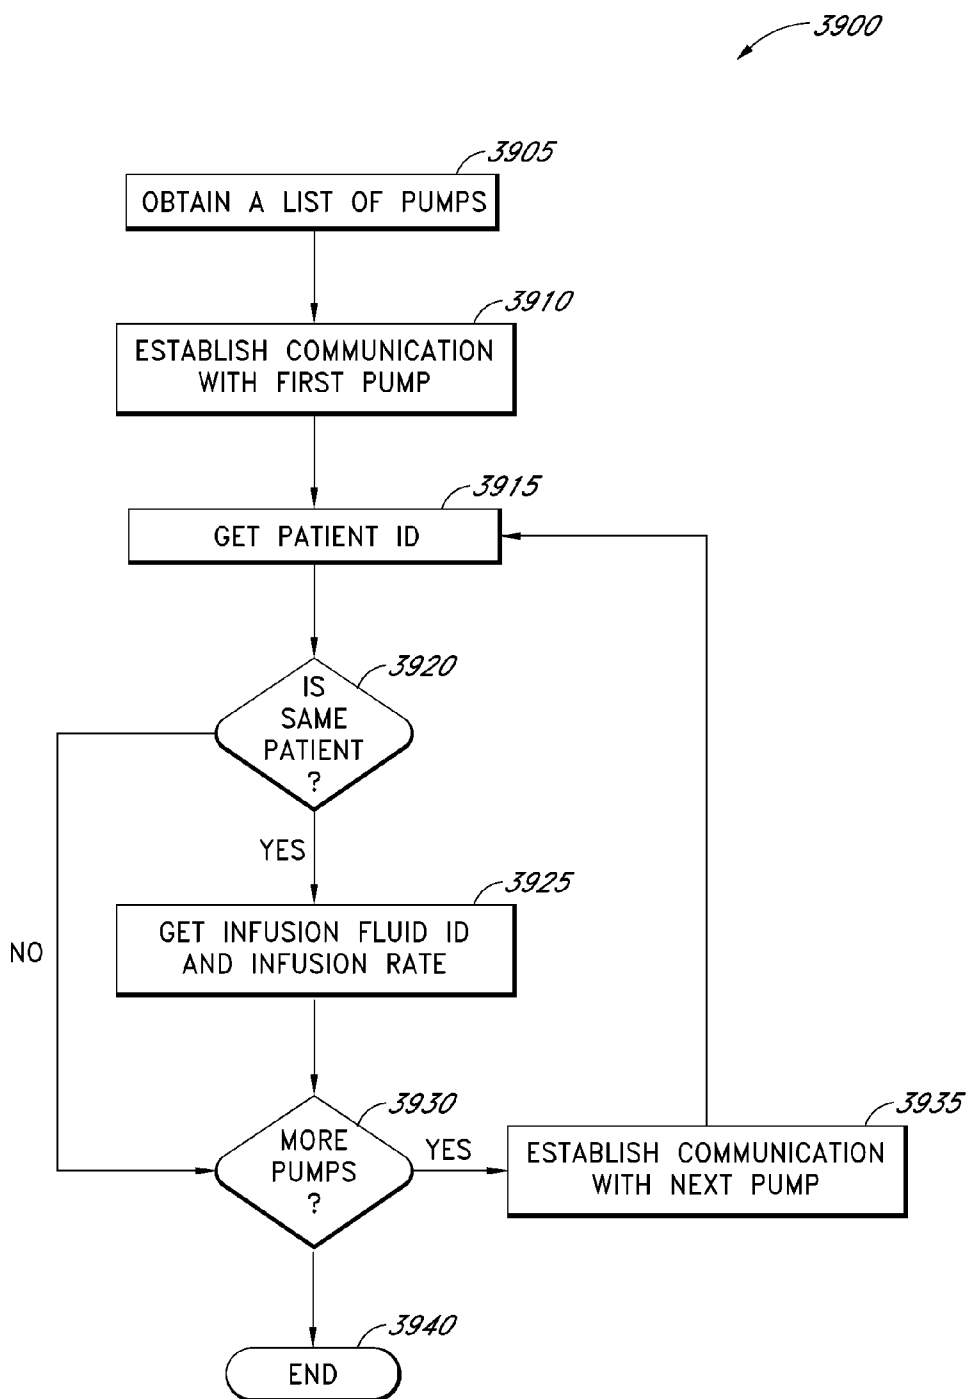 3900
3905
OBTAIN A LIST OF PUMPS
3910
ESTABLISH COMMUNICATION
WITH FIRST PUMP
3915
GET PATIENT ID
3920
IS
SAME
PATIENT
?
YES
NO
3925
GET INFUSION FLUID ID
AND INFUSION RATE
3930
MORE
PUMPS
?
YES
3935
ESTABLISH COMMUNICATION
WITH NEXT PUMP
3940
END